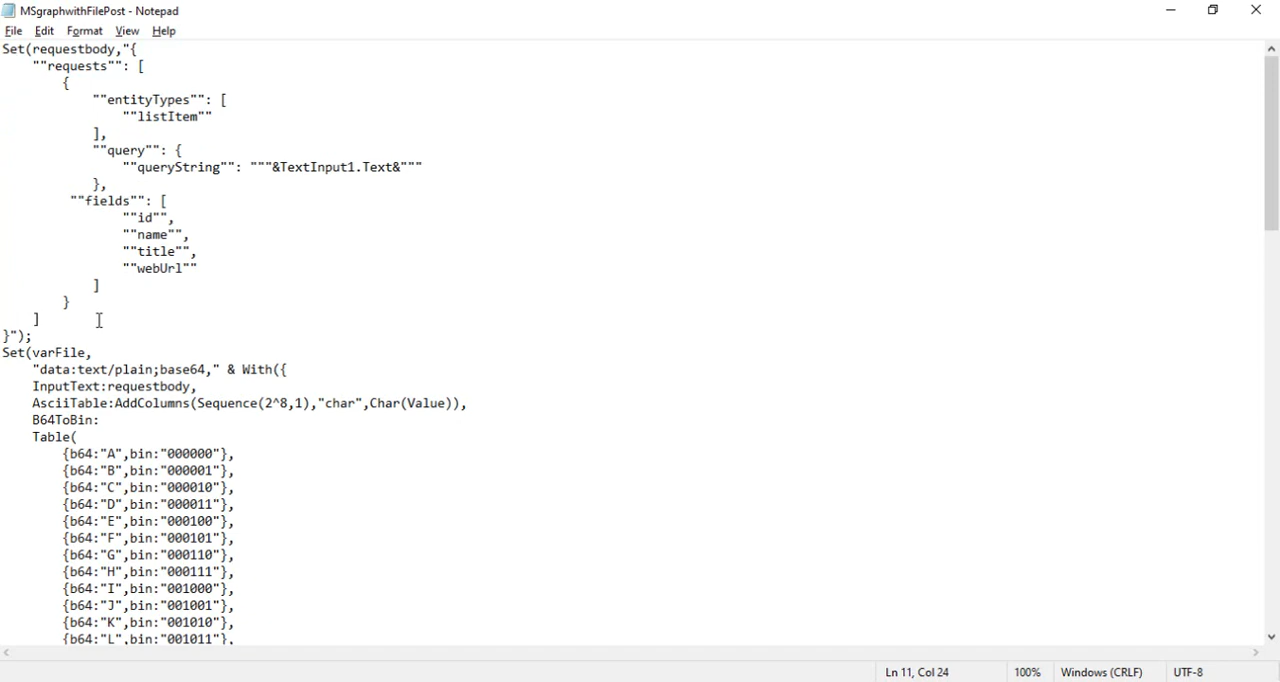 MSgraphwithFilePost - Notepad
File Edit Format View Help
Set(requestbody,"{
""requests"": [
{
""entityTypes"": [
""listItem""
],
""query"": {
""queryString"": """&TextInput1.Text&"""
},
""fields"": [
""id"",
""name"",
""title"",
""webUrl""
]
}
]
}");
Set(varFile,
"data:text/plain;base64," & With({
InputText:requestbody,
AsciiTable:AddColumns(Sequence(2^8,1),"char",Char(Value)),
B64ToBin:
Table(
{b64:"A",bin:"000000"},
{b64:"B",bin:"000001"},
{b64:"C",bin:"000010"},
{b64:"D",bin:"000011"},
{b64:"E",bin:"000100"},
{b64:"F",bin:"000101"},
{b64:"G",bin:"000110"},
{b64:"H",bin:"000111"},
{b64:"I",bin:"001000"},
{b64:"J",bin:"001001"},
{b64:"K",bin:"001010"},
{b64:"L",bin:"001011"},
Ln 11, Col 24 100% Windows (CRLF) UTF-8